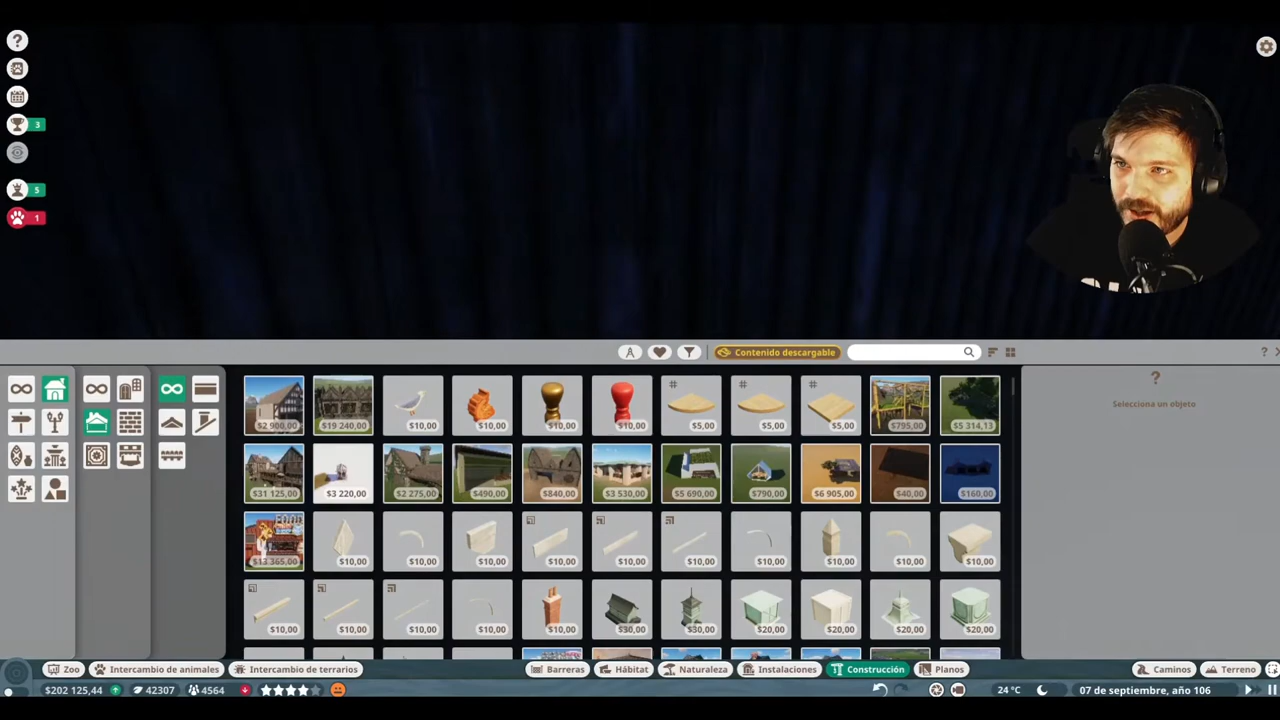 ?
3
5
1
Contenido descargable
?
$2 900,00 $19 240,00 $10,00 $10,00 $10,00 $10,00 $5,00 $5,00 $5,00 $795,00 $5 314,13
?
Selecciona un objeto
$31 125,00 $3 220,00 $2 275,00 $490,00 $840,00 $3 530,00 $5 690,00 $790,00 $6 905,00 $40,00 $160,00
FOOD
$13 365,00 $10,00 $10,00 $10,00 $10,00 $10,00 $10,00 $10,00 $10,00 $10,00 $10,00
$10,00 $10,00 $10,00 $10,00 $10,00 $30,00 $30,00 $20,00 $20,00 $20,00 $20,00
Zoo Intercambio de animales Intercambio de terrarios Barreras Hábitat Naturaleza Instalaciones Construcción Planos Caminos Terreno
$202 125,44 42307 4564 24 °C 07 de septiembre, año 106